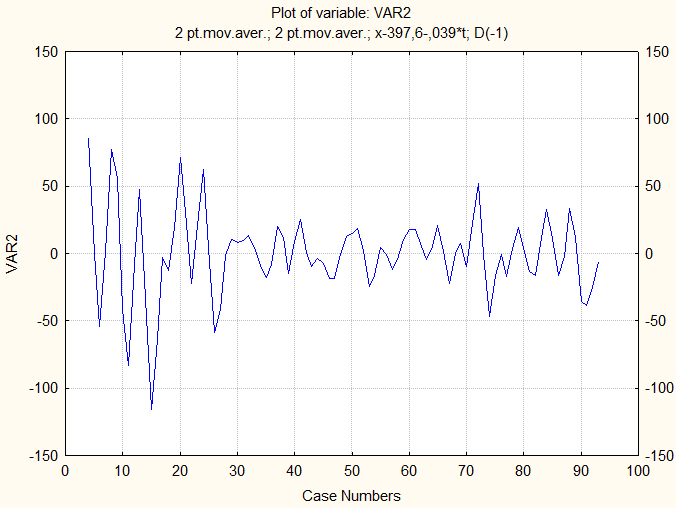 Plot of variable: VAR2
2 pt.mov.aver.; 2 pt.mov.aver.; x-397,6-,039*t; D(-1)
150 150
100 100
50 50
0 0
-50 -50
-100 -100
-150 -150
VAR2
0 10 20 30 40 50 60 70 80 90 100
Case Numbers